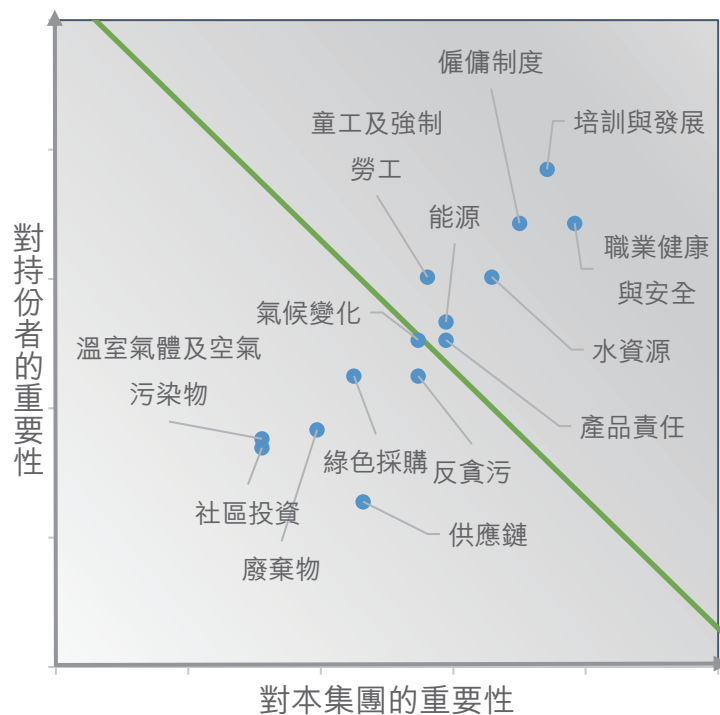 僱傭制度
童工及強制
勞工
培訓與發展
能源
職業健康
與安全
對持份者的重要性
氣候變化
水資源
溫室氣體及空氣
污染物
產品責任
綠色採購
反貪污
社區投資
供應鏈
廢棄物
對本集團的重要性